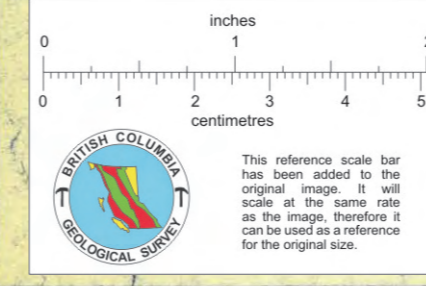 inches
0 1 2
0 1 2 3 4 5
centimetres
BRITISH COLUMBIA
GEOLOGICAL SURVEY
This reference scale bar
has been added to the
original image. It will
scale at the same rate
as the image, therefore it
can be used as a reference
for the original size.